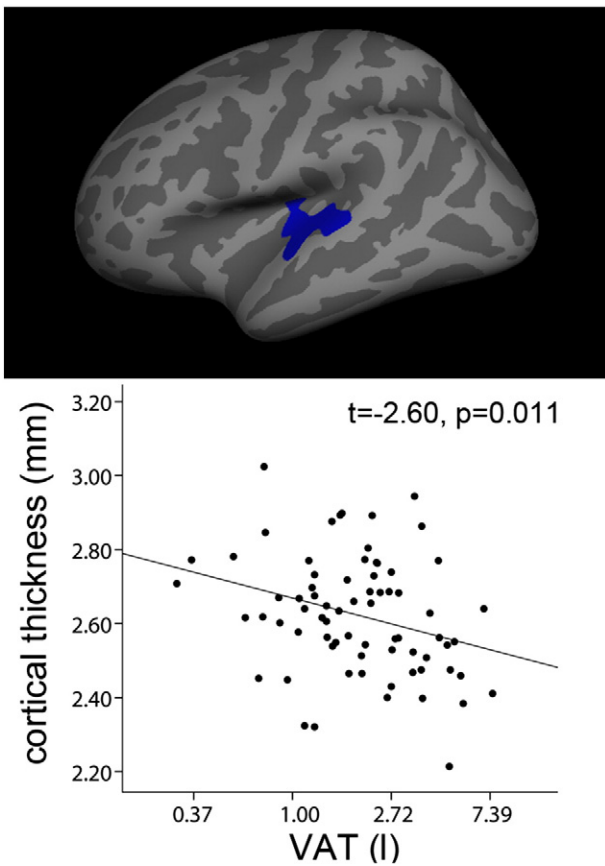 t=-2.60, p=0.011
cortical thickness (mm)
3.20
3.00
2.80
2.60
2.40
2.20
0.37 1.00 2.72 7.39
VAT (l)